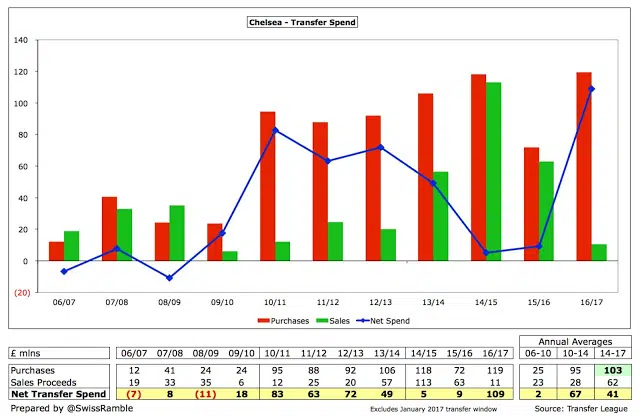 Chelsea - Transfer Spend
140
120
100
80
60
40
20
0
(20)
06/07 07/08 08/09 09/10 10/11 11/12 12/13 13/14 14/15 15/16 16/17
Purchases Sales Net Spend
Annual Averages
£ mlns 06/07 07/08 08/09 09/10 10/11 11/12 12/13 13/14 14/15 15/16 16/17 06-10 10-14 14-17
Purchases 12 41 24 24 95 88 92 106 118 72 119 25 95 103
Sales Proceeds 19 33 35 6 12 25 20 57 113 63 11 23 28 62
Net Transfer Spend (7) 8 (11) 18 83 63 72 49 5 9 109 2 67 41
Prepared by @SwissRamble Excludes January 2017 transfer window Source: Transfer League